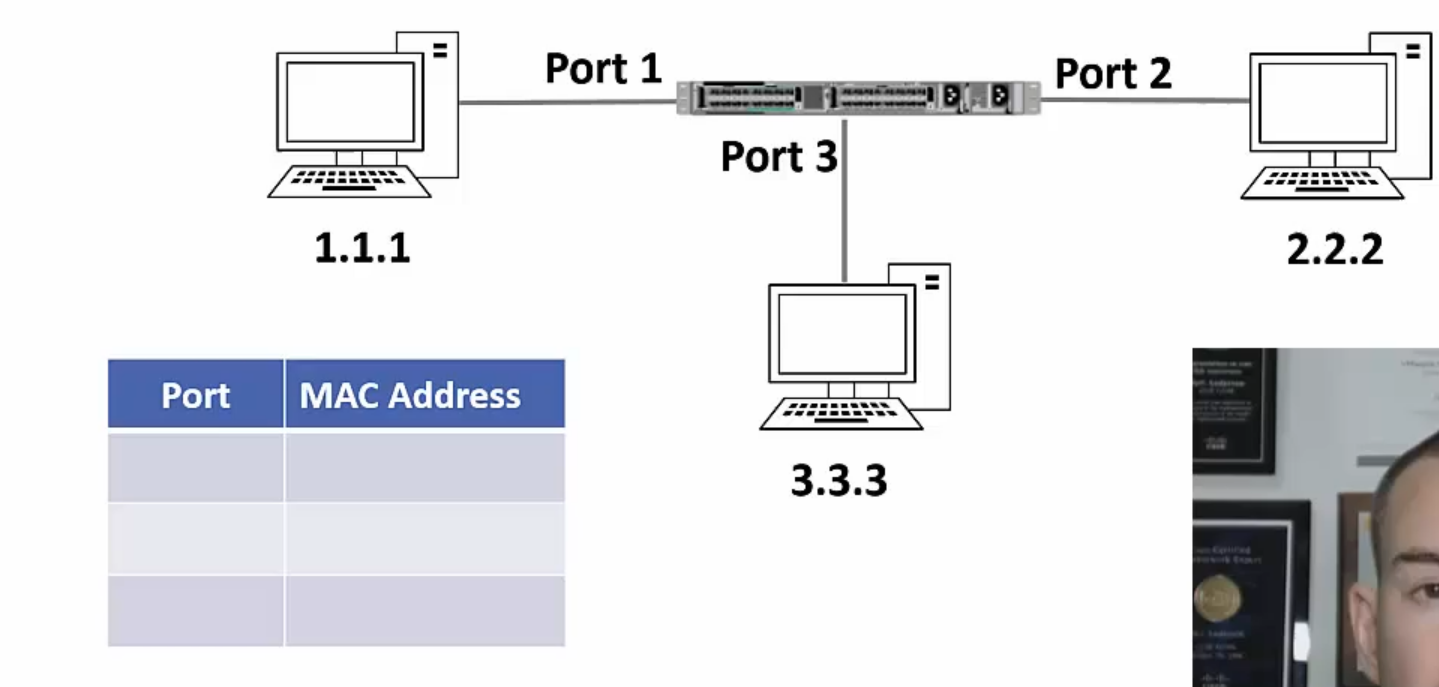 Port 1
Port 2
Port 3
1.1.1
2.2.2
3.3.3
Port MAC Address